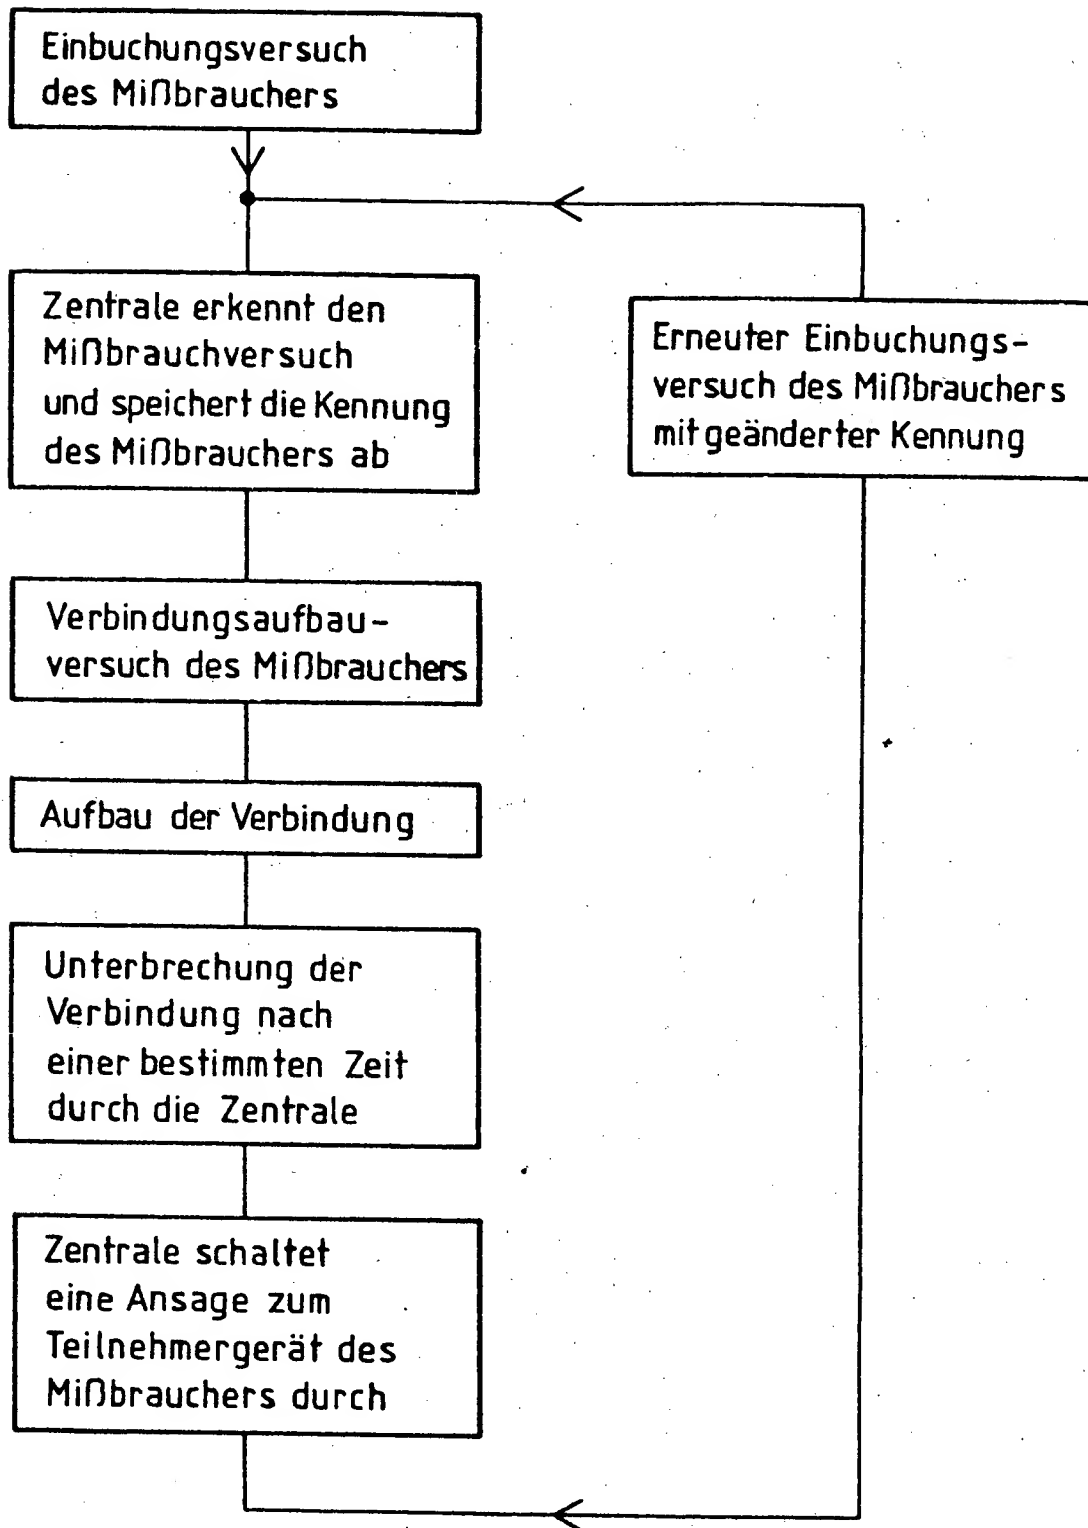 Einbuchungsversuch
des Mißbrauchers
Zentrale erkennt den
Mißbrauchversuch
und speichert die Kennung
des Mißbrauchers ab
Erneuter Einbuchungs-
versuch des Mißbrauchers
mit geänderter Kennung
Verbindungsaufbau-
versuch des Mißbrauchers
Aufbau der Verbindung
Unterbrechung der
Verbindung nach
einer bestimmten Zeit
durch die Zentrale
Zentrale schaltet
eine Ansage zum
Teilnehmergerät des
Mißbrauchers durch